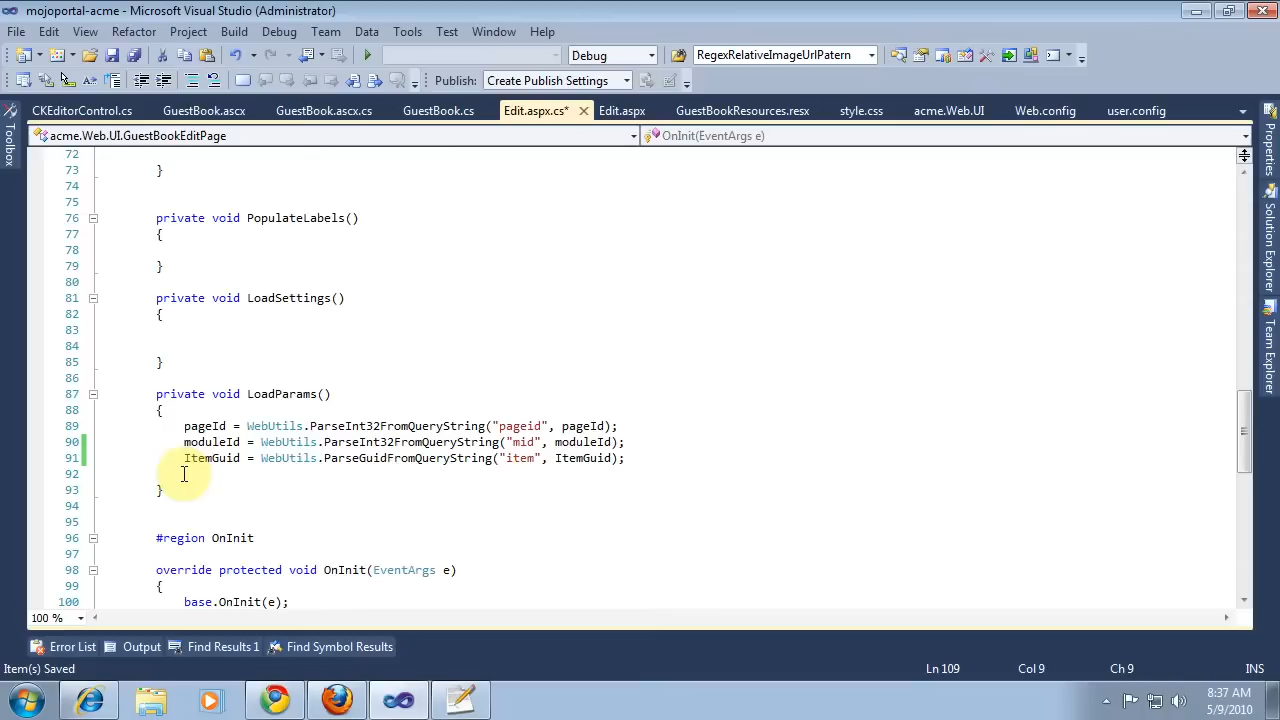 mojoportal-acme - Microsoft Visual Studio (Administrator)
File Edit View Refactor Project Build Debug Team Data Tools Test Window Help
Debug RegexRelativeImageUrlPatern
Publish: Create Publish Settings
CKEditorControl.cs GuestBook.ascx GuestBook.ascx.cs GuestBook.cs Edit.aspx.cs* Edit.aspx GuestBookResources.resx style.css acme.Web.UI Web.config user.config
acme.Web.UI.GuestBookEditPage OnInit(EventArgs e)
Toolbox
Properties
Solution Explorer
Team Explorer
72
73 }
74
75
76 private void PopulateLabels()
77 {
78
79 }
80
81 private void LoadSettings()
82 {
83
84
85 }
86
87 private void LoadParams()
88 {
89 pageId = WebUtils.ParseInt32FromQueryString("pageid", pageId);
90 moduleId = WebUtils.ParseInt32FromQueryString("mid", moduleId);
91 ItemGuid = WebUtils.ParseGuidFromQueryString("item", ItemGuid);
92
93 }
94
95
96 #region OnInit
97
98 override protected void OnInit(EventArgs e)
99 {
100 base.OnInit(e);
100 %
Error List Output Find Results 1 Find Symbol Results
Item(s) Saved Ln 109 Col 9 Ch 9 INS
8:37 AM
5/9/2010